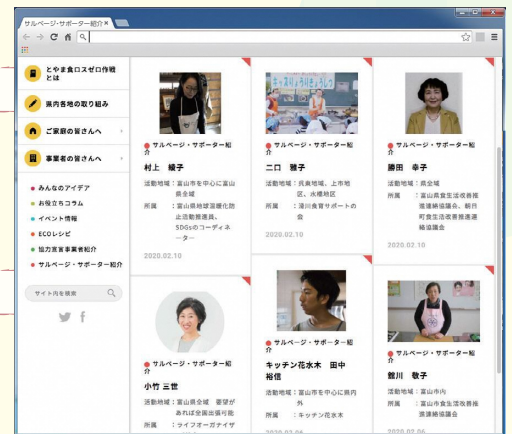 サルベージ・サポーター紹介
とやま食ロスゼロ作戦
とは
県内各地の取り組み
ご家庭の皆さんへ
事業者の皆さんへ
みんなのアイデア
お役立ちコラム
イベント情報
ECOレシピ
協力宣言事業者紹介
サルベージ・サポーター紹介
サイト内を検索
サルベージ・サポーター紹
介
村上 綾子
活動地域：富山市を中心に富山
県全域
所属 ：富山県地球温暖化防
止活動推進員、
SDGsのコーディネ
ーター
2020.02.10
サルベージ・サポーター紹
介
小竹 三世
活動地域：富山県全域 要望が
あれば全国出張可能
所属 ：ライフオーガナイザ
サルベージ・サポーター紹
介
二口 雅子
活動地域：呉眞地域、上市地
区、水橋地区
所属 ：滑川食育サポートの
会
2020.02.10
サルベージ・サポーター紹
介
キッチン花水木 田中
裕信
活動地域：富山市を中心に県内
外
所属 ：キッチン花水木
2020.02.06
サルベージ・サポーター紹
介
勝田 幸子
活動地域：県全域
所属 ：富山県食生活改善推
進連絡協議会、朝日
町食生活改善推進連
絡協議会
2020.02.10
サルベージ・サポーター紹
介
舘川 敬子
活動地域：富山市内
所属 ：富山市食生活改善推
進連絡協議会
2020.02.06